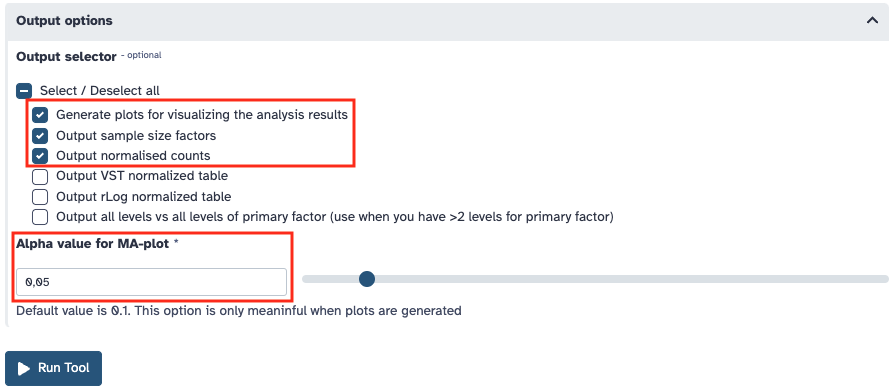 Output options
Output selector - optional
Select / Deselect all
Generate plots for visualizing the analysis results
Output sample size factors
Output normalised counts
Output VST normalized table
Output rLog normalized table
Output all levels vs all levels of primary factor (use when you have >2 levels for primary factor)
Alpha value for MA-plot *
0,05
Default value is 0.1. This option is only meaninful when plots are generated
Run Tool